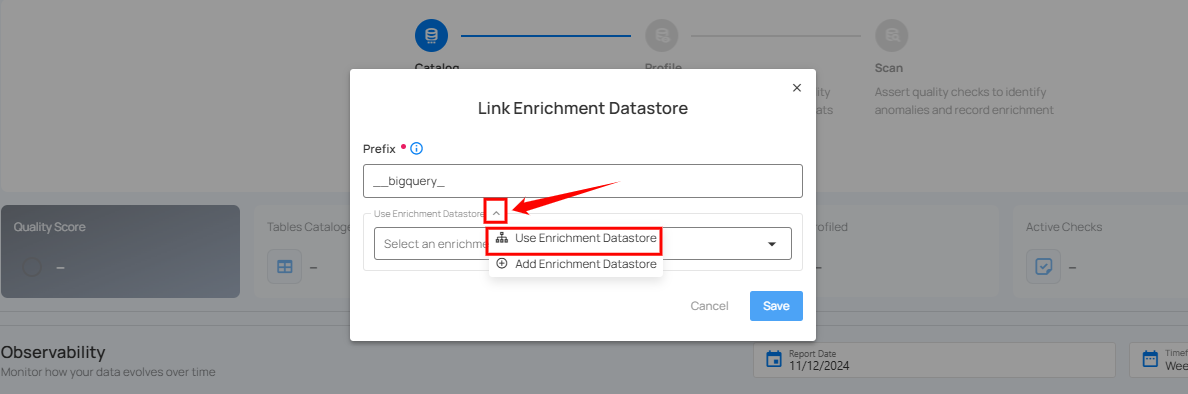 Catalog
Profile
Scan
Assert quality checks to identify
anomalies and record enrichment
Link Enrichment Datastore
Prefix
__bigquery_
Use Enrichment Datastore
Select an enrichme
Use Enrichment Datastore
Add Enrichment Datastore
Cancel
Save
Quality Score
–
Tables Cataloge
–
ofiled
–
Active Checks
–
Observability
Monitor how your data evolves over time
Report Date
11/12/2024
Timef
Wee